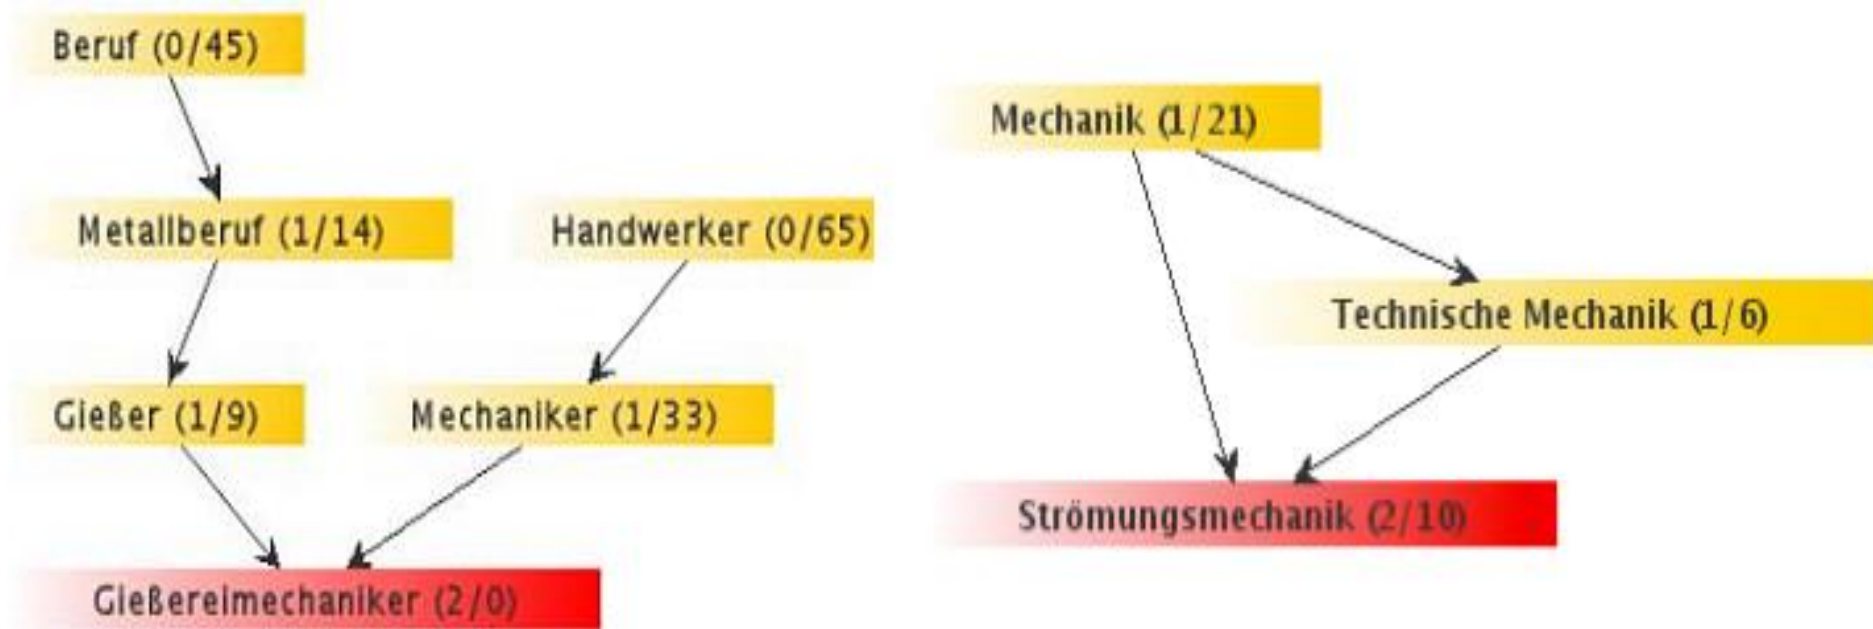 Beruf (0/45)
Metallberuf (1/14)
Handwerker (0/65)
Gießer (1/9)
Mechaniker (1/33)
Gießereimechaniker (2/0)
Mechanik (1/21)
Technische Mechanik (1/6)
Strömungsmechanik (2/10)